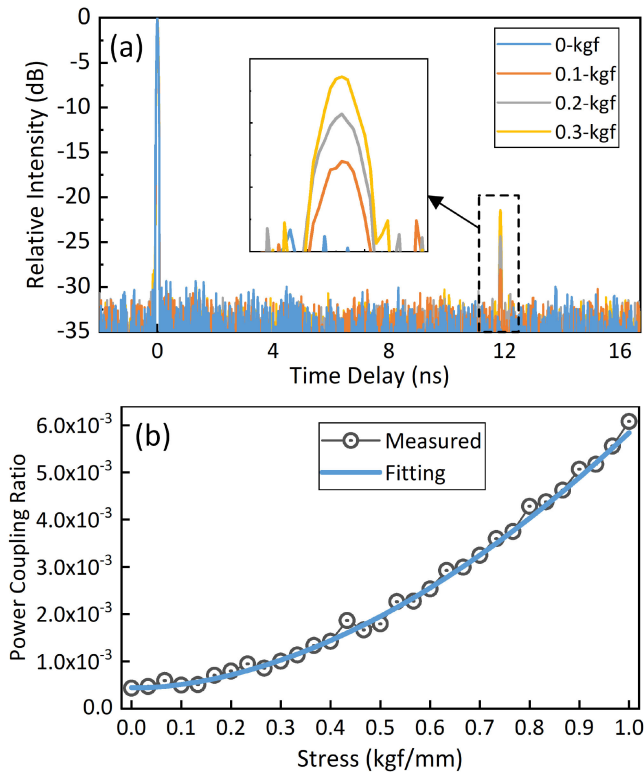 (a)
0
-5
-10
-15
-20
-25
-30
-35
Relative Intensity (dB)
0-kgf
0.1-kgf
0.2-kgf
0.3-kgf
0 4 8 12 16
Time Delay (ns)
(b)
6.0x10⁻³
5.0x10⁻³
4.0x10⁻³
3.0x10⁻³
2.0x10⁻³
1.0x10⁻³
0.0
Power Coupling Ratio
Measured
Fitting
0.0 0.1 0.2 0.3 0.4 0.5 0.6 0.7 0.8 0.9 1.0
Stress (kgf/mm)